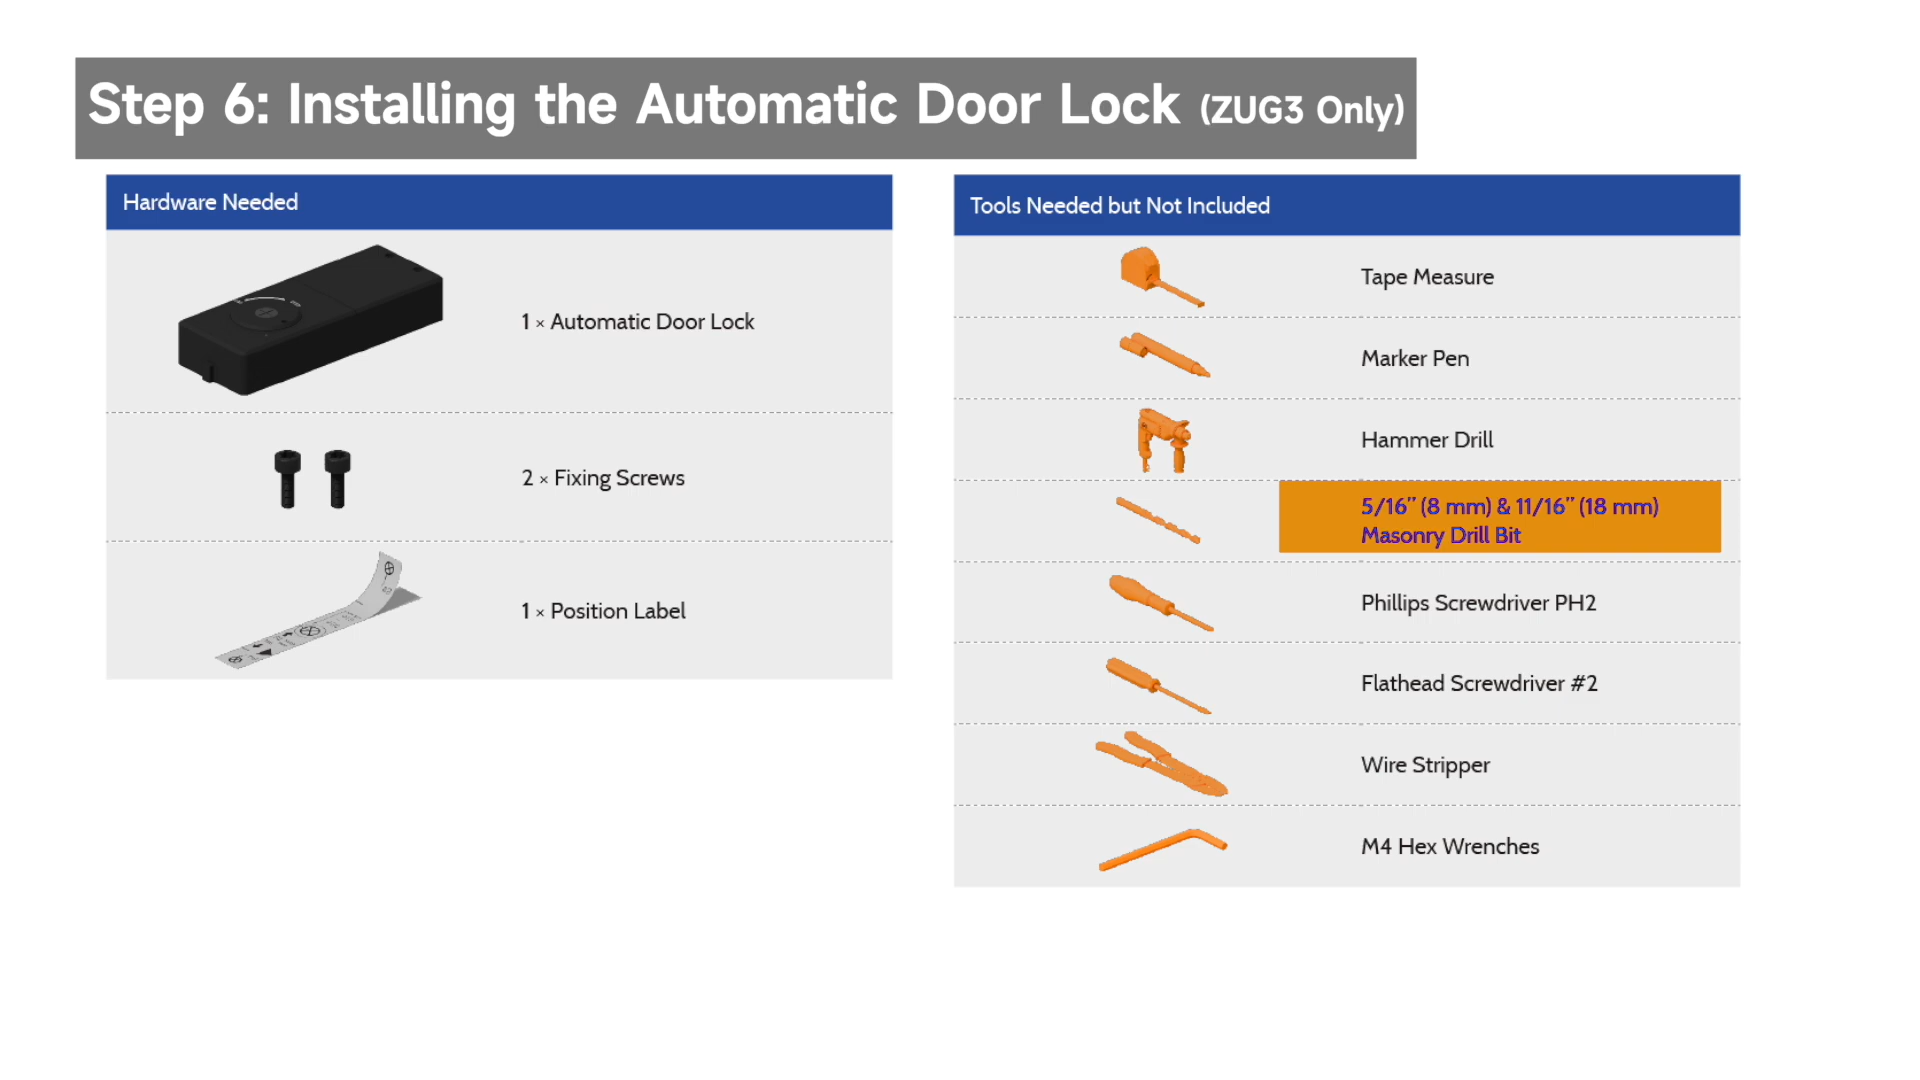 Step 6: Installing the Automatic Door Lock (ZUG3 Only)
Hardware Needed
1 × Automatic Door Lock
2 × Fixing Screws
1 × Position Label
Tools Needed but Not Included
Tape Measure
Marker Pen
Hammer Drill
5/16” (8 mm) & 11/16” (18 mm)
Masonry Drill Bit
Phillips Screwdriver PH2
Flathead Screwdriver #2
Wire Stripper
M4 Hex Wrenches